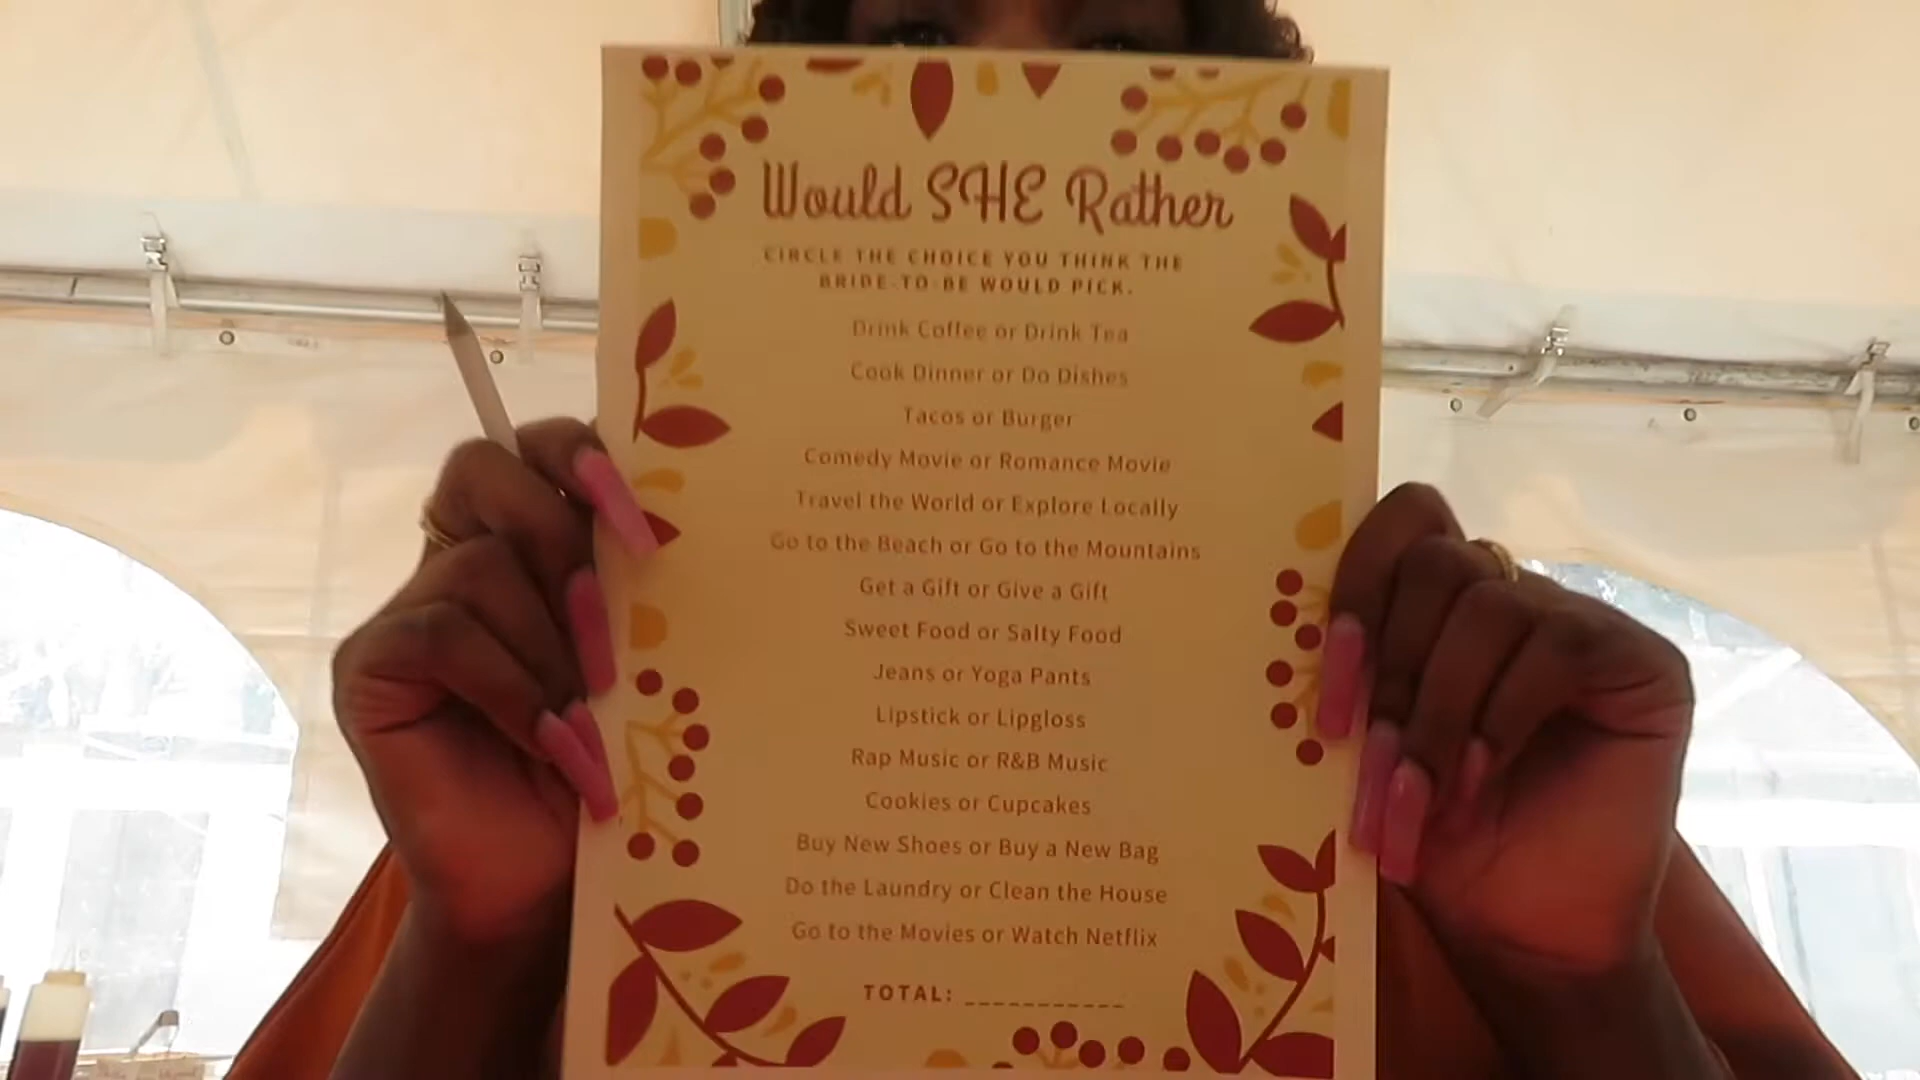 Would SHE Rather
CIRCLE THE CHOICE YOU THINK THE
BRIDE-TO-BE WOULD PICK.
Drink Coffee or Drink Tea
Cook Dinner or Do Dishes
Tacos or Burger
Comedy Movie or Romance Movie
Travel the World or Explore Locally
Go to the Beach or Go to the Mountains
Get a Gift or Give a Gift
Sweet Food or Salty Food
Jeans or Yoga Pants
Lipstick or Lipgloss
Rap Music or R&B Music
Cookies or Cupcakes
Buy New Shoes or Buy a New Bag
Do the Laundry or Clean the House
Go to the Movies or Watch Netflix
TOTAL: ___________